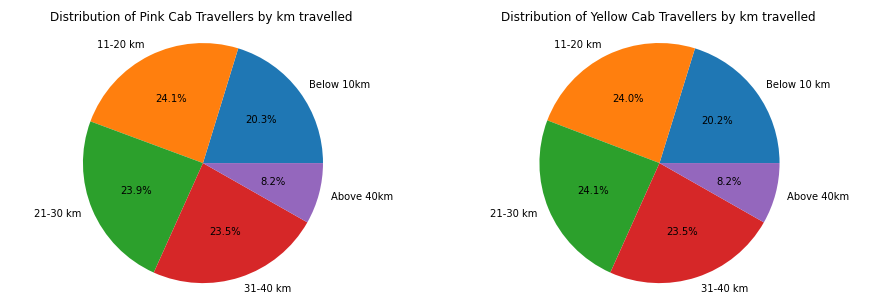 Distribution of Pink Cab Travellers by km travelled
11-20 km
Below 10km
24.1%
20.3%
23.9%
8.2%
Above 40km
21-30 km
23.5%
31-40 km
Distribution of Yellow Cab Travellers by km travelled
11-20 km
Below 10 km
24.0%
20.2%
24.1%
8.2%
Above 40km
21-30 km
23.5%
31-40 km